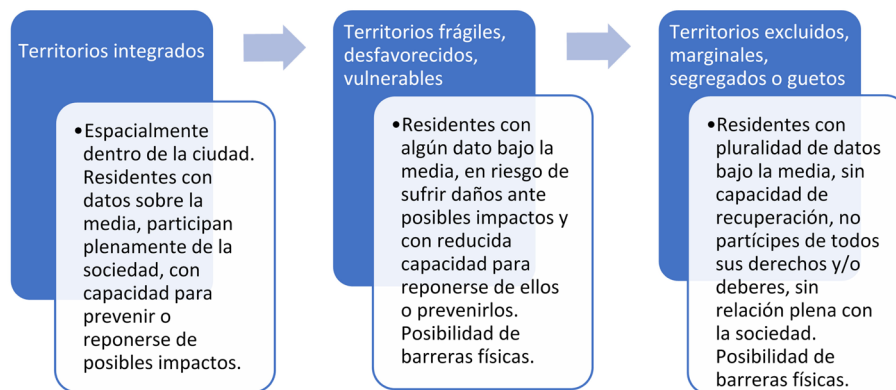 Territorios integrados
•Espacialmente
dentro de la ciudad.
Residentes con
datos sobre la
media, participan
plenamente de la
sociedad, con
capacidad para
prevenir o
reponerse de
posibles impactos.
Territorios frágiles,
desfavorecidos,
vulnerables
•Residentes con
algún dato bajo la
media, en riesgo de
sufrir daños ante
posibles impactos y
con reducida
capacidad para
reponerse de ellos
o prevenirlos.
Posibilidad de
barreras físicas.
Territorios excluidos,
marginales,
segregados o guetos
•Residentes con
pluralidad de datos
bajo la media, sin
capacidad de
recuperación, no
partícipes de todos
sus derechos y/o
deberes, sin
relación plena con
la sociedad.
Posibilidad de
barreras físicas.